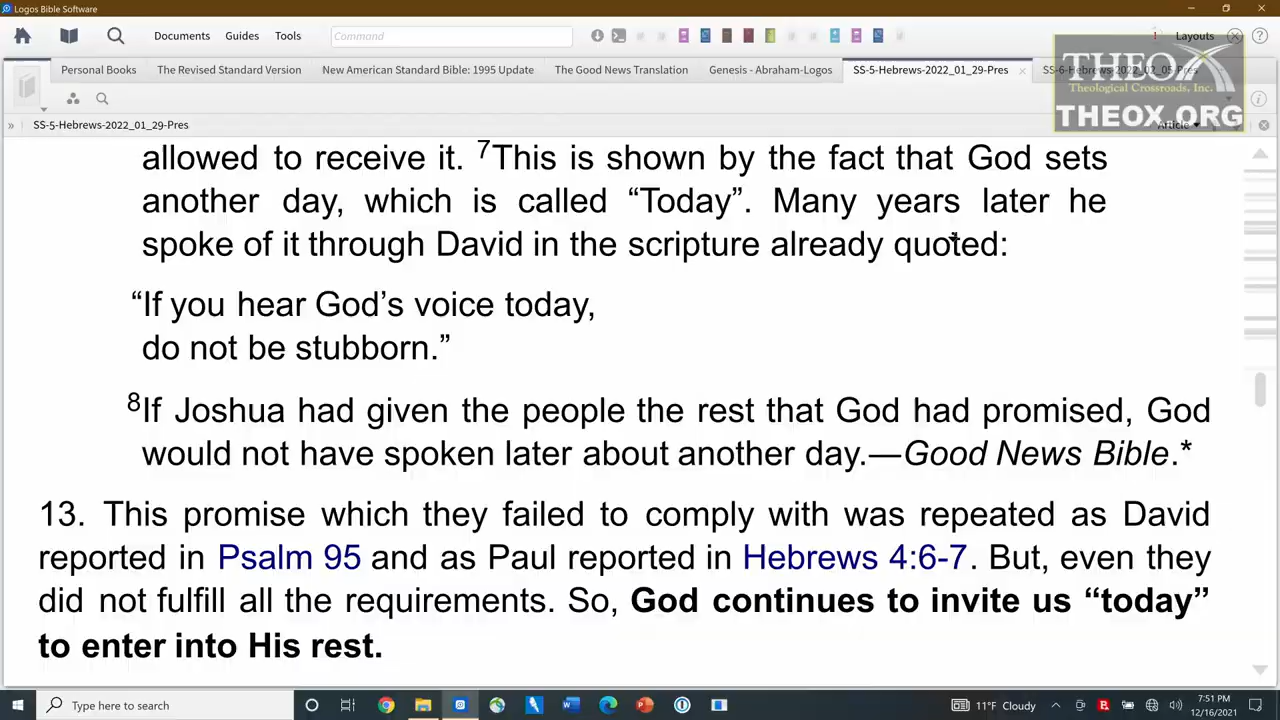 Logos Bible Software
Documents Guides Tools Command Layouts
Personal Books The Revised Standard Version New American Standard Bible 1995 Update The Good News Translation Genesis - Abraham-Logos SS-5-Hebrews-2022_01_29-Pres SS-6-Hebrews-2022_02_05-Pres
THEOX
Theological Crossroads, Inc.
THEOX.ORG
SS-5-Hebrews-2022_01_29-Pres Article
allowed to receive it. 7This is shown by the fact that God sets
another day, which is called “Today”. Many years later he
spoke of it through David in the scripture already quoted:
“If you hear God’s voice today,
do not be stubborn.”
8If Joshua had given the people the rest that God had promised, God
would not have spoken later about another day.—Good News Bible.*
13. This promise which they failed to comply with was repeated as David
reported in Psalm 95 and as Paul reported in Hebrews 4:6-7. But, even they
did not fulfill all the requirements. So, God continues to invite us “today”
to enter into His rest.
Type here to search
11°F Cloudy
7:51 PM
12/16/2021